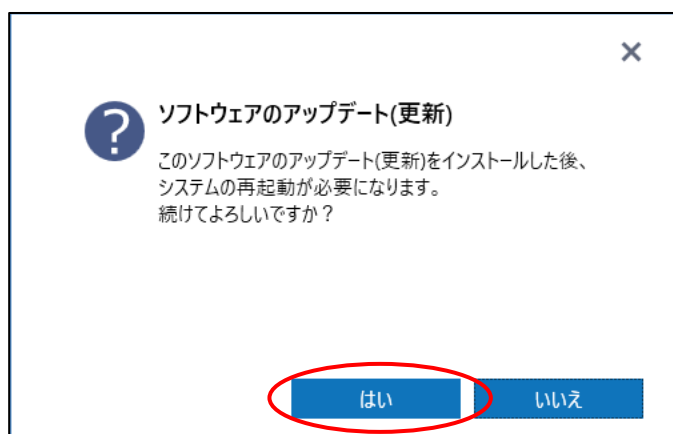 ソフトウェアのアップデート(更新)
このソフトウェアのアップデート(更新)をインストールした後、
システムの再起動が必要になります。
続けてよろしいですか？
はい
いいえ